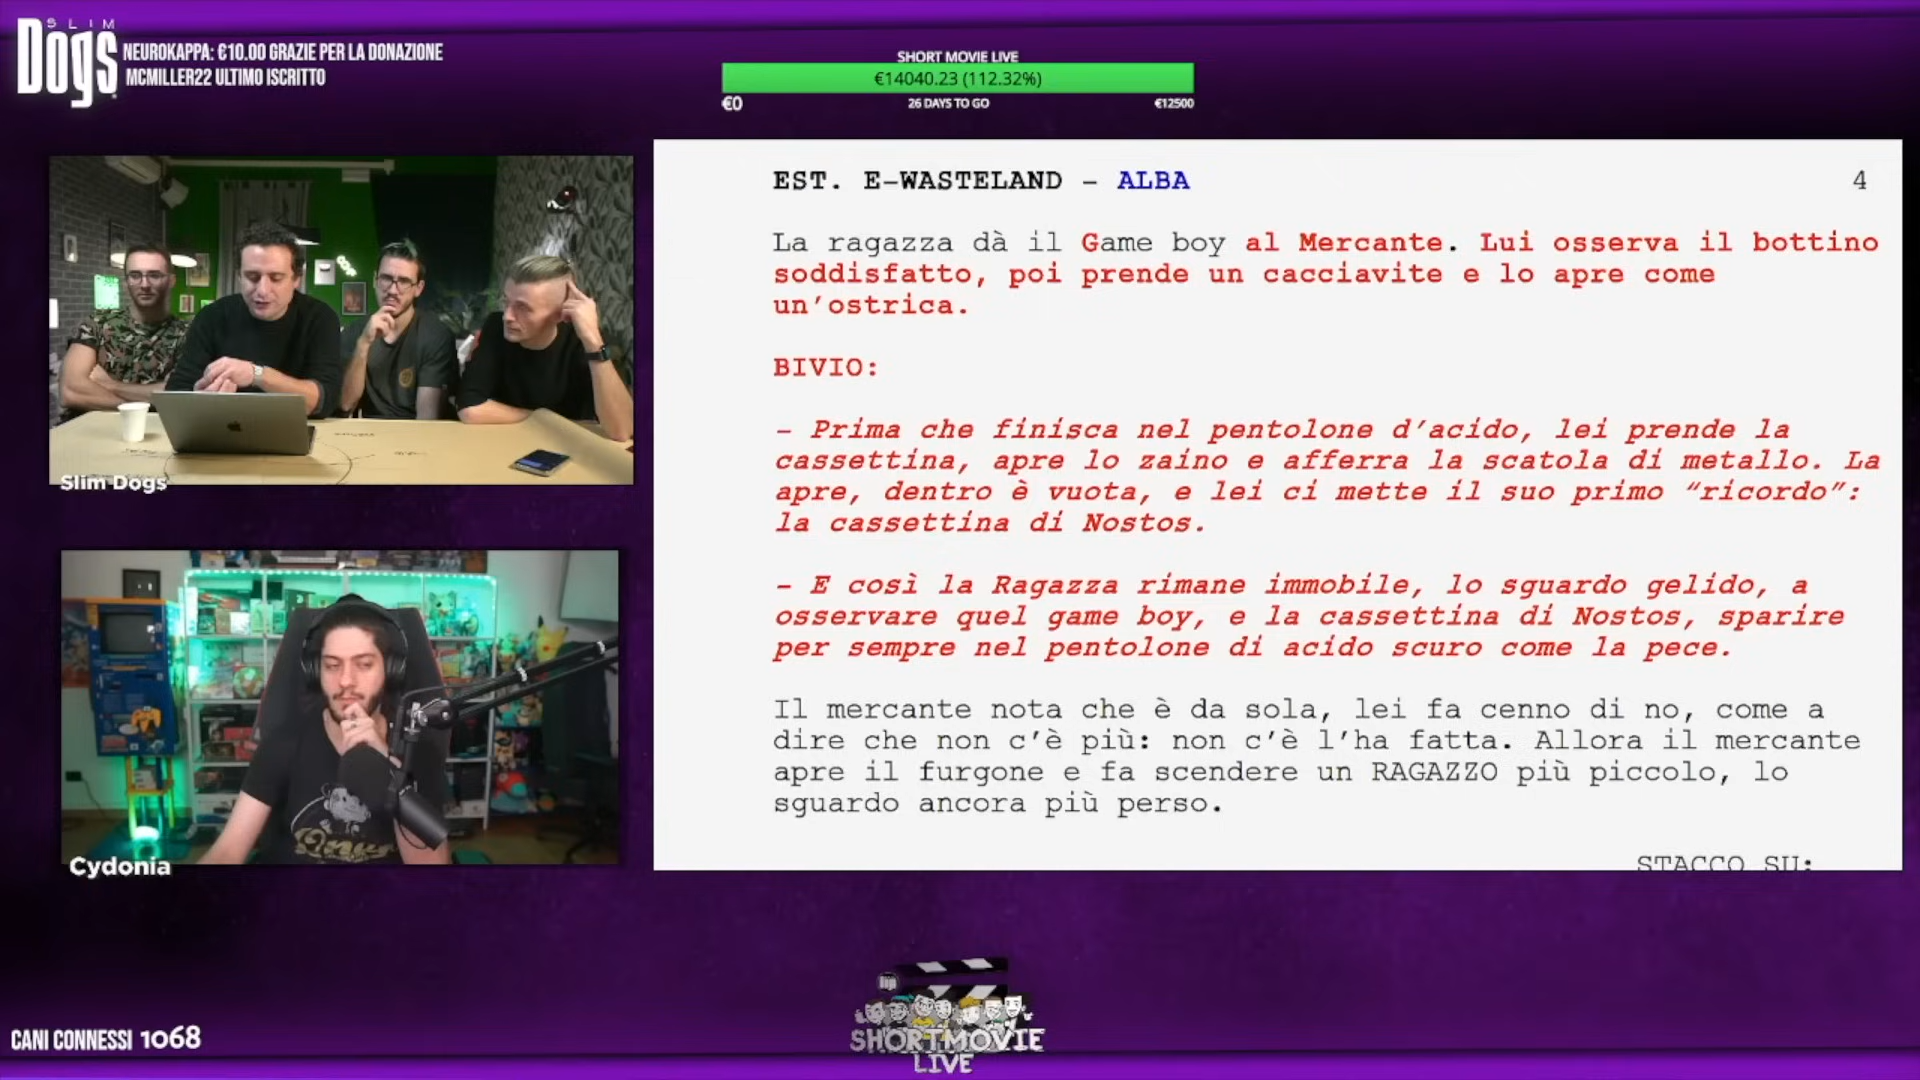 SLIM
Dogs
NEUROKAPPA: €10.00 GRAZIE PER LA DONAZIONE
MCMILLER22 ULTIMO ISCRITTO
SHORT MOVIE LIVE
€14040.23 (112.32%)
€0
26 DAYS TO GO
€12500
EST. E-WASTELAND - ALBA
4
La ragazza dà il Game boy al Mercante. Lui osserva il bottino
soddisfatto, poi prende un cacciavite e lo apre come
un’ostrica.
BIVIO:
- Prima che finisca nel pentolone d’acido, lei prende la
cassettina, apre lo zaino e afferra la scatola di metallo. La
apre, dentro è vuota, e lei ci mette il suo primo “ricordo”:
la cassettina di Nostos.
- E così la Ragazza rimane immobile, lo sguardo gelido, a
osservare quel game boy, e la cassettina di Nostos, sparire
per sempre nel pentolone di acido scuro come la pece.
Il mercante nota che è da sola, lei fa cenno di no, come a
dire che non c’è più: non c’è l’ha fatta. Allora il mercante
apre il furgone e fa scendere un RAGAZZO più piccolo, lo
sguardo ancora più perso.
STACCO SU:
Slim Dogs
Cydonia
CANI CONNESSI 1068
SHORTMOVIE
LIVE